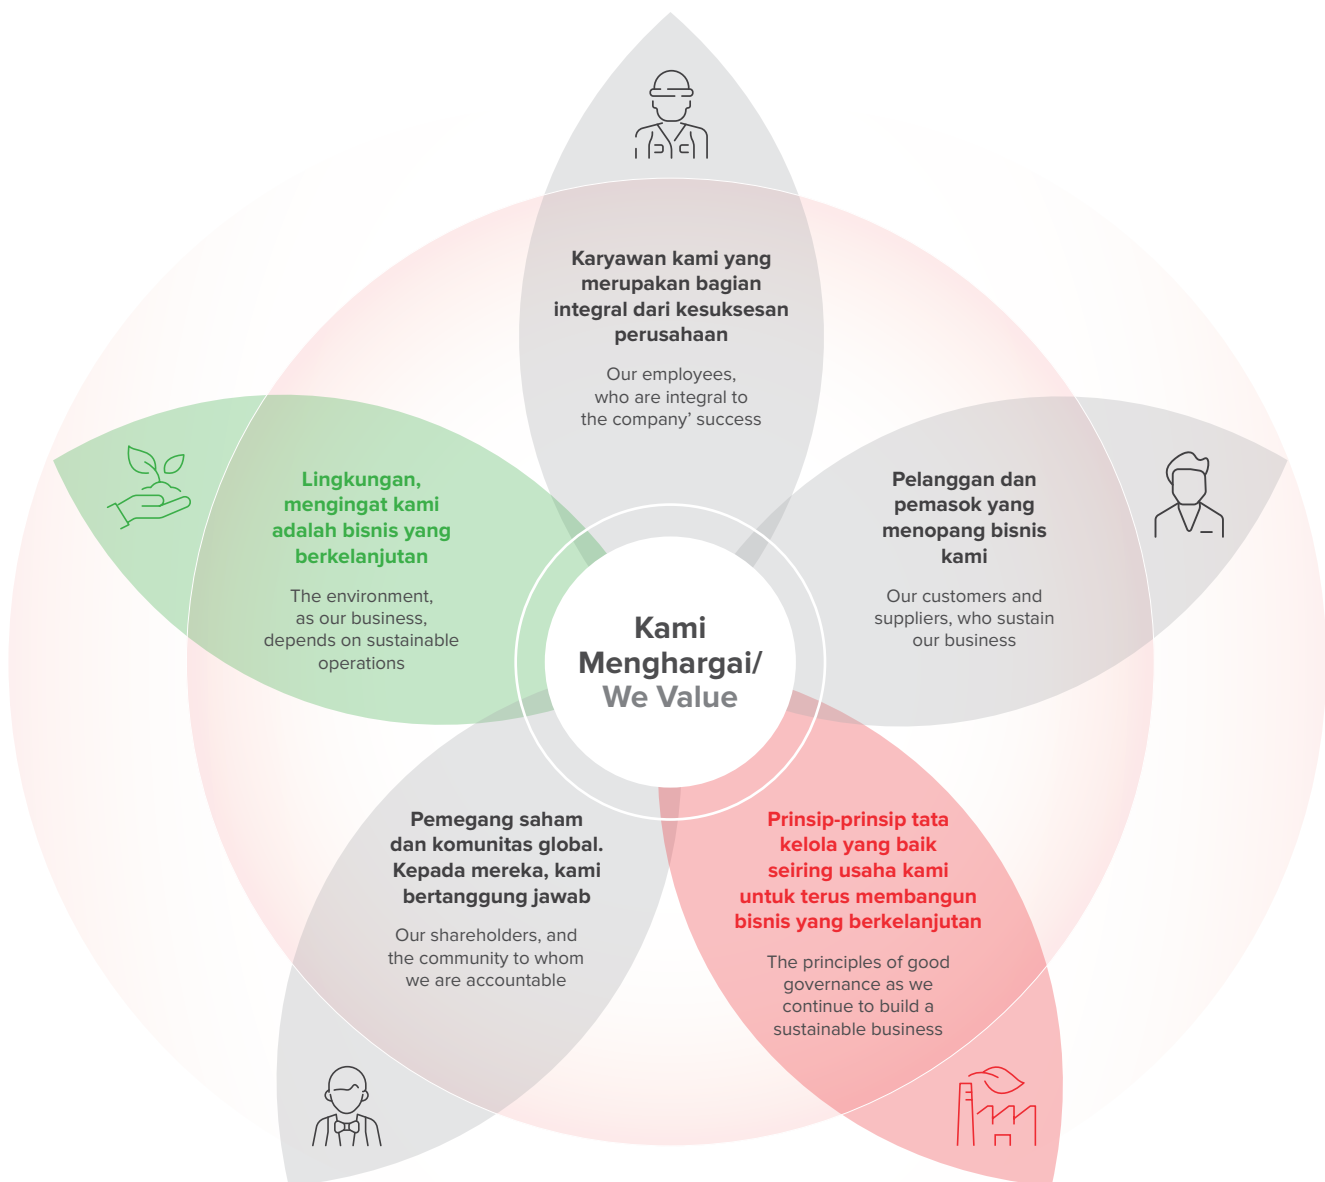 Karyawan kami yang
merupakan bagian
integral dari kesuksesan
perusahaan
Our employees,
who are integral to
the company' success
Lingkungan,
mengingat kami
adalah bisnis yang
berkelanjutan
The environment,
as our business,
depends on sustainable
operations
Pelanggan dan
pemasok yang
menopang bisnis
kami
Our customers and
suppliers, who sustain
our business
Kami
Menghargai/
We Value
Pemegang saham
dan komunitas global.
Kepada mereka, kami
bertanggung jawab
Our shareholders, and
the community to whom
we are accountable
Prinsip-prinsip tata
kelola yang baik
seiring usaha kami
untuk terus membangun
bisnis yang berkelanjutan
The principles of good
governance as we
continue to build a
sustainable business